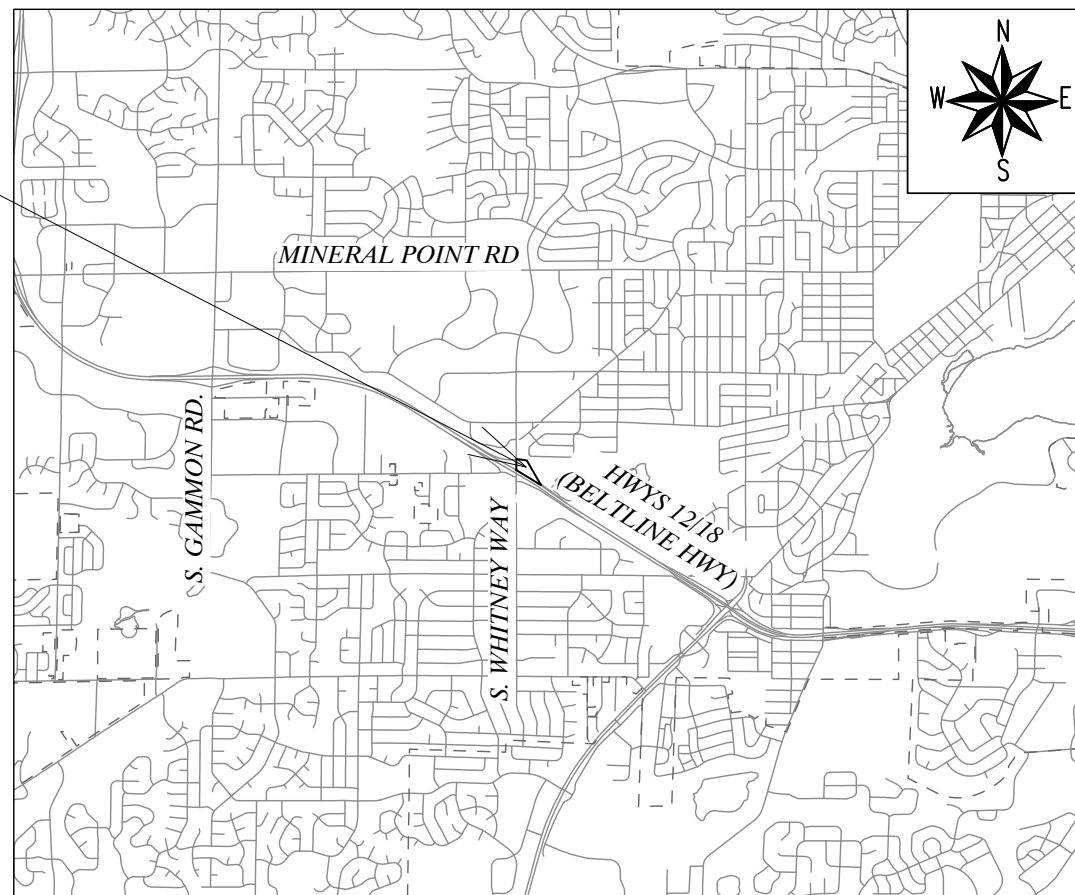 N
W E
S
MINERAL POINT RD
S. GAMMON RD.
S. WHITNEY WAY
HWYS 12/18
(BELTLINE HWY)